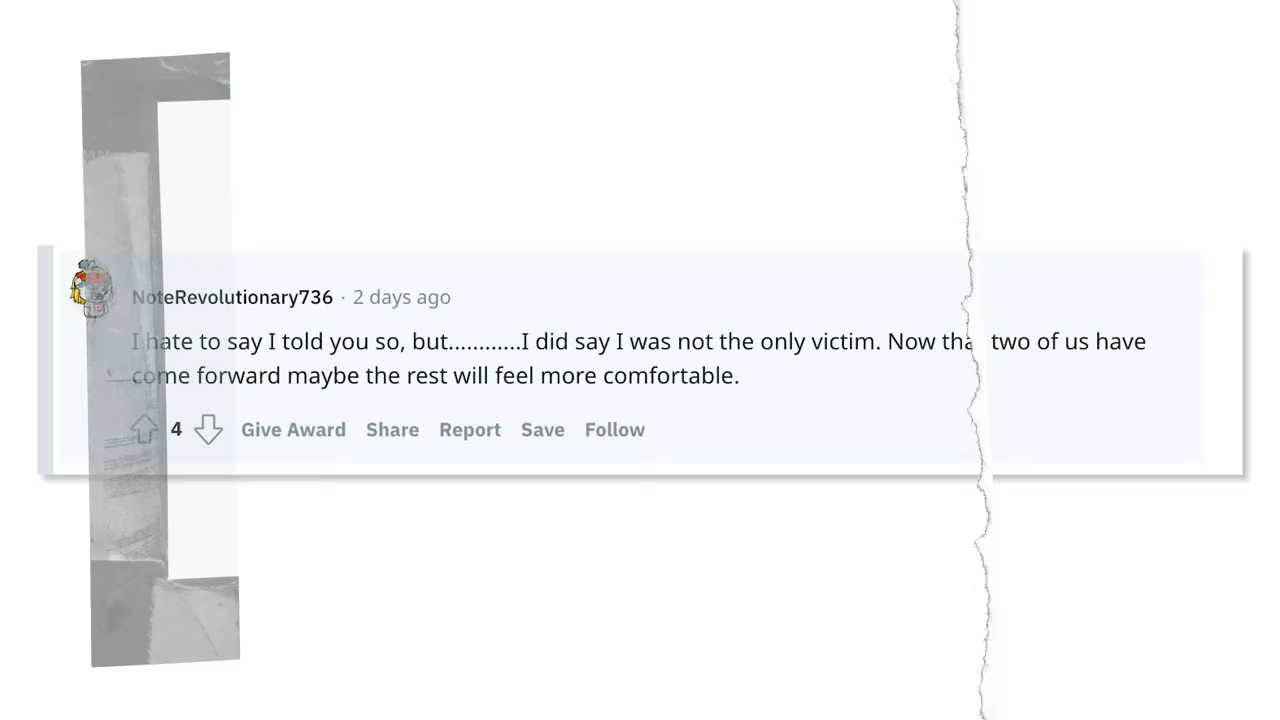 NoteRevolutionary736 · 2 days ago
I hate to say I told you so, but............I did say I was not the only victim. Now tha two of us have
come forward maybe the rest will feel more comfortable.
4 Give Award Share Report Save Follow